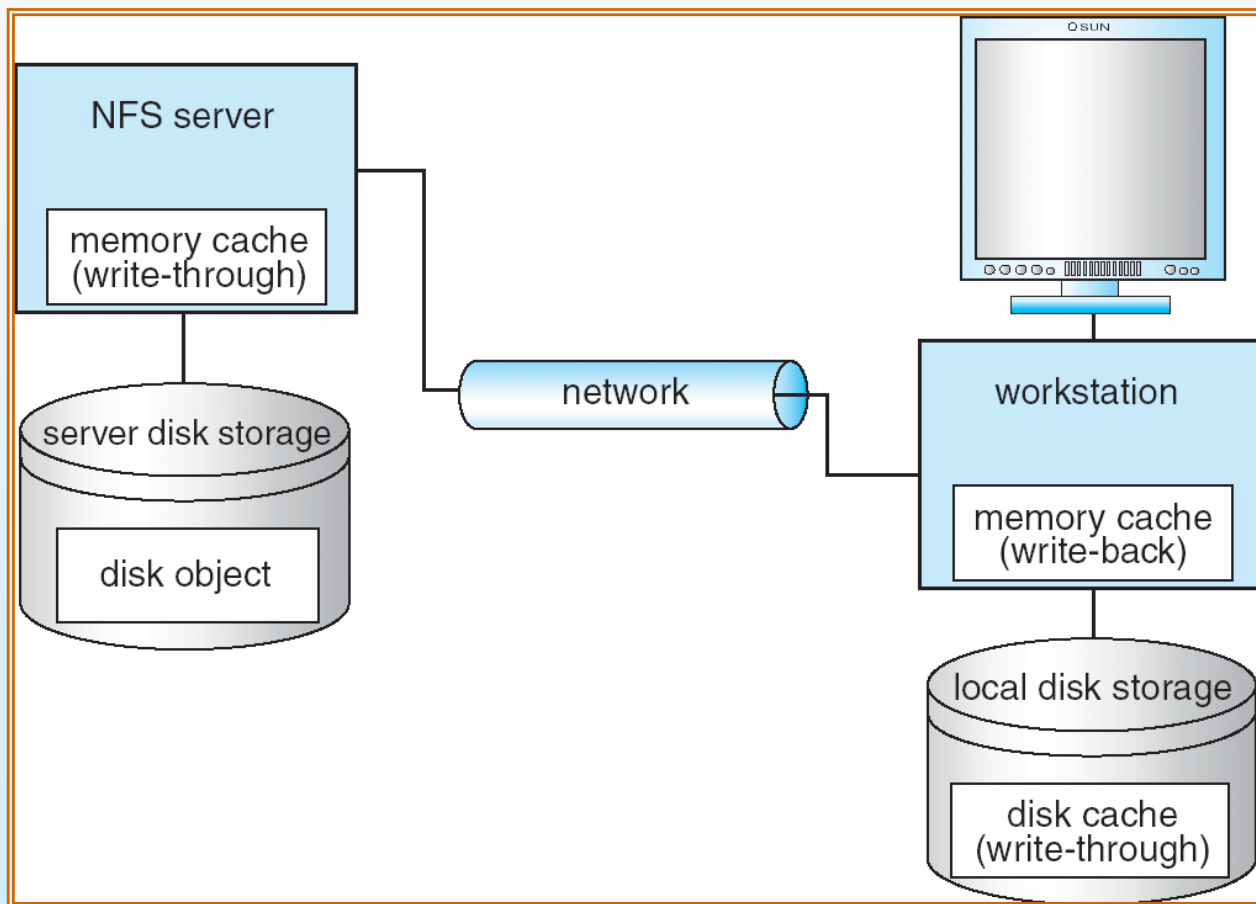 SUN
NFS server
memory cache
(write-through)
server disk storage
disk object
network
workstation
memory cache
(write-back)
local disk storage
disk cache
(write-through)